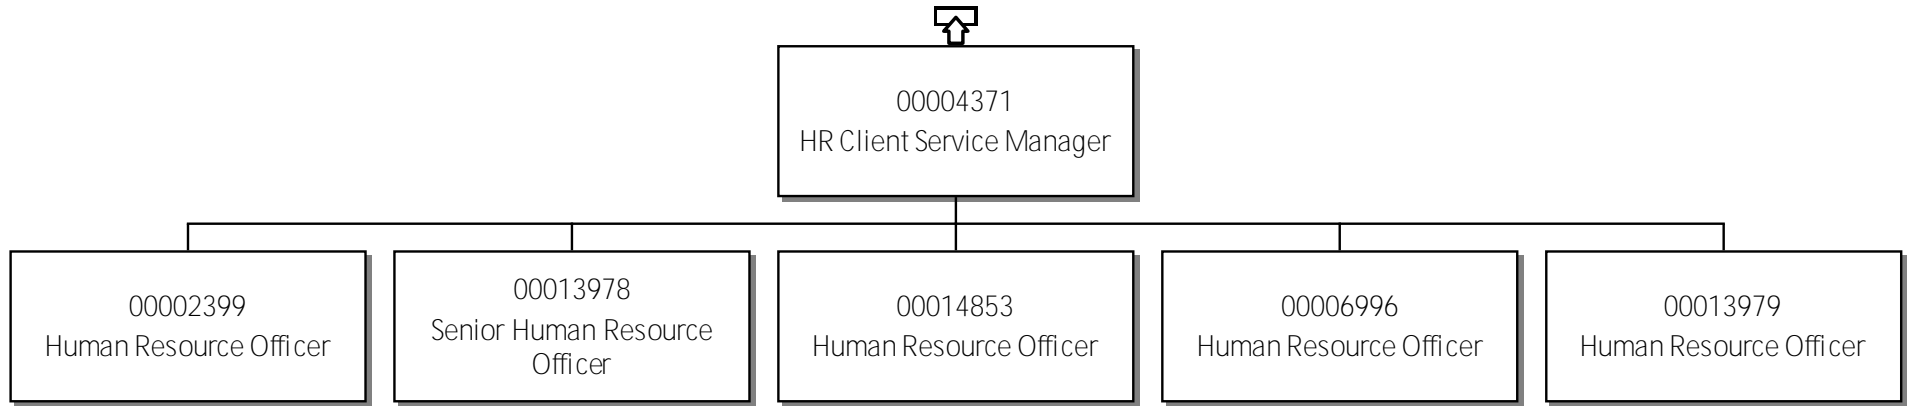 00004371
HR Client Service Manager
00002399
Human Resource Officer
00013978
Senior Human Resource
Officer
00014853
Human Resource Officer
00006996
Human Resource Officer
00013979
Human Resource Officer